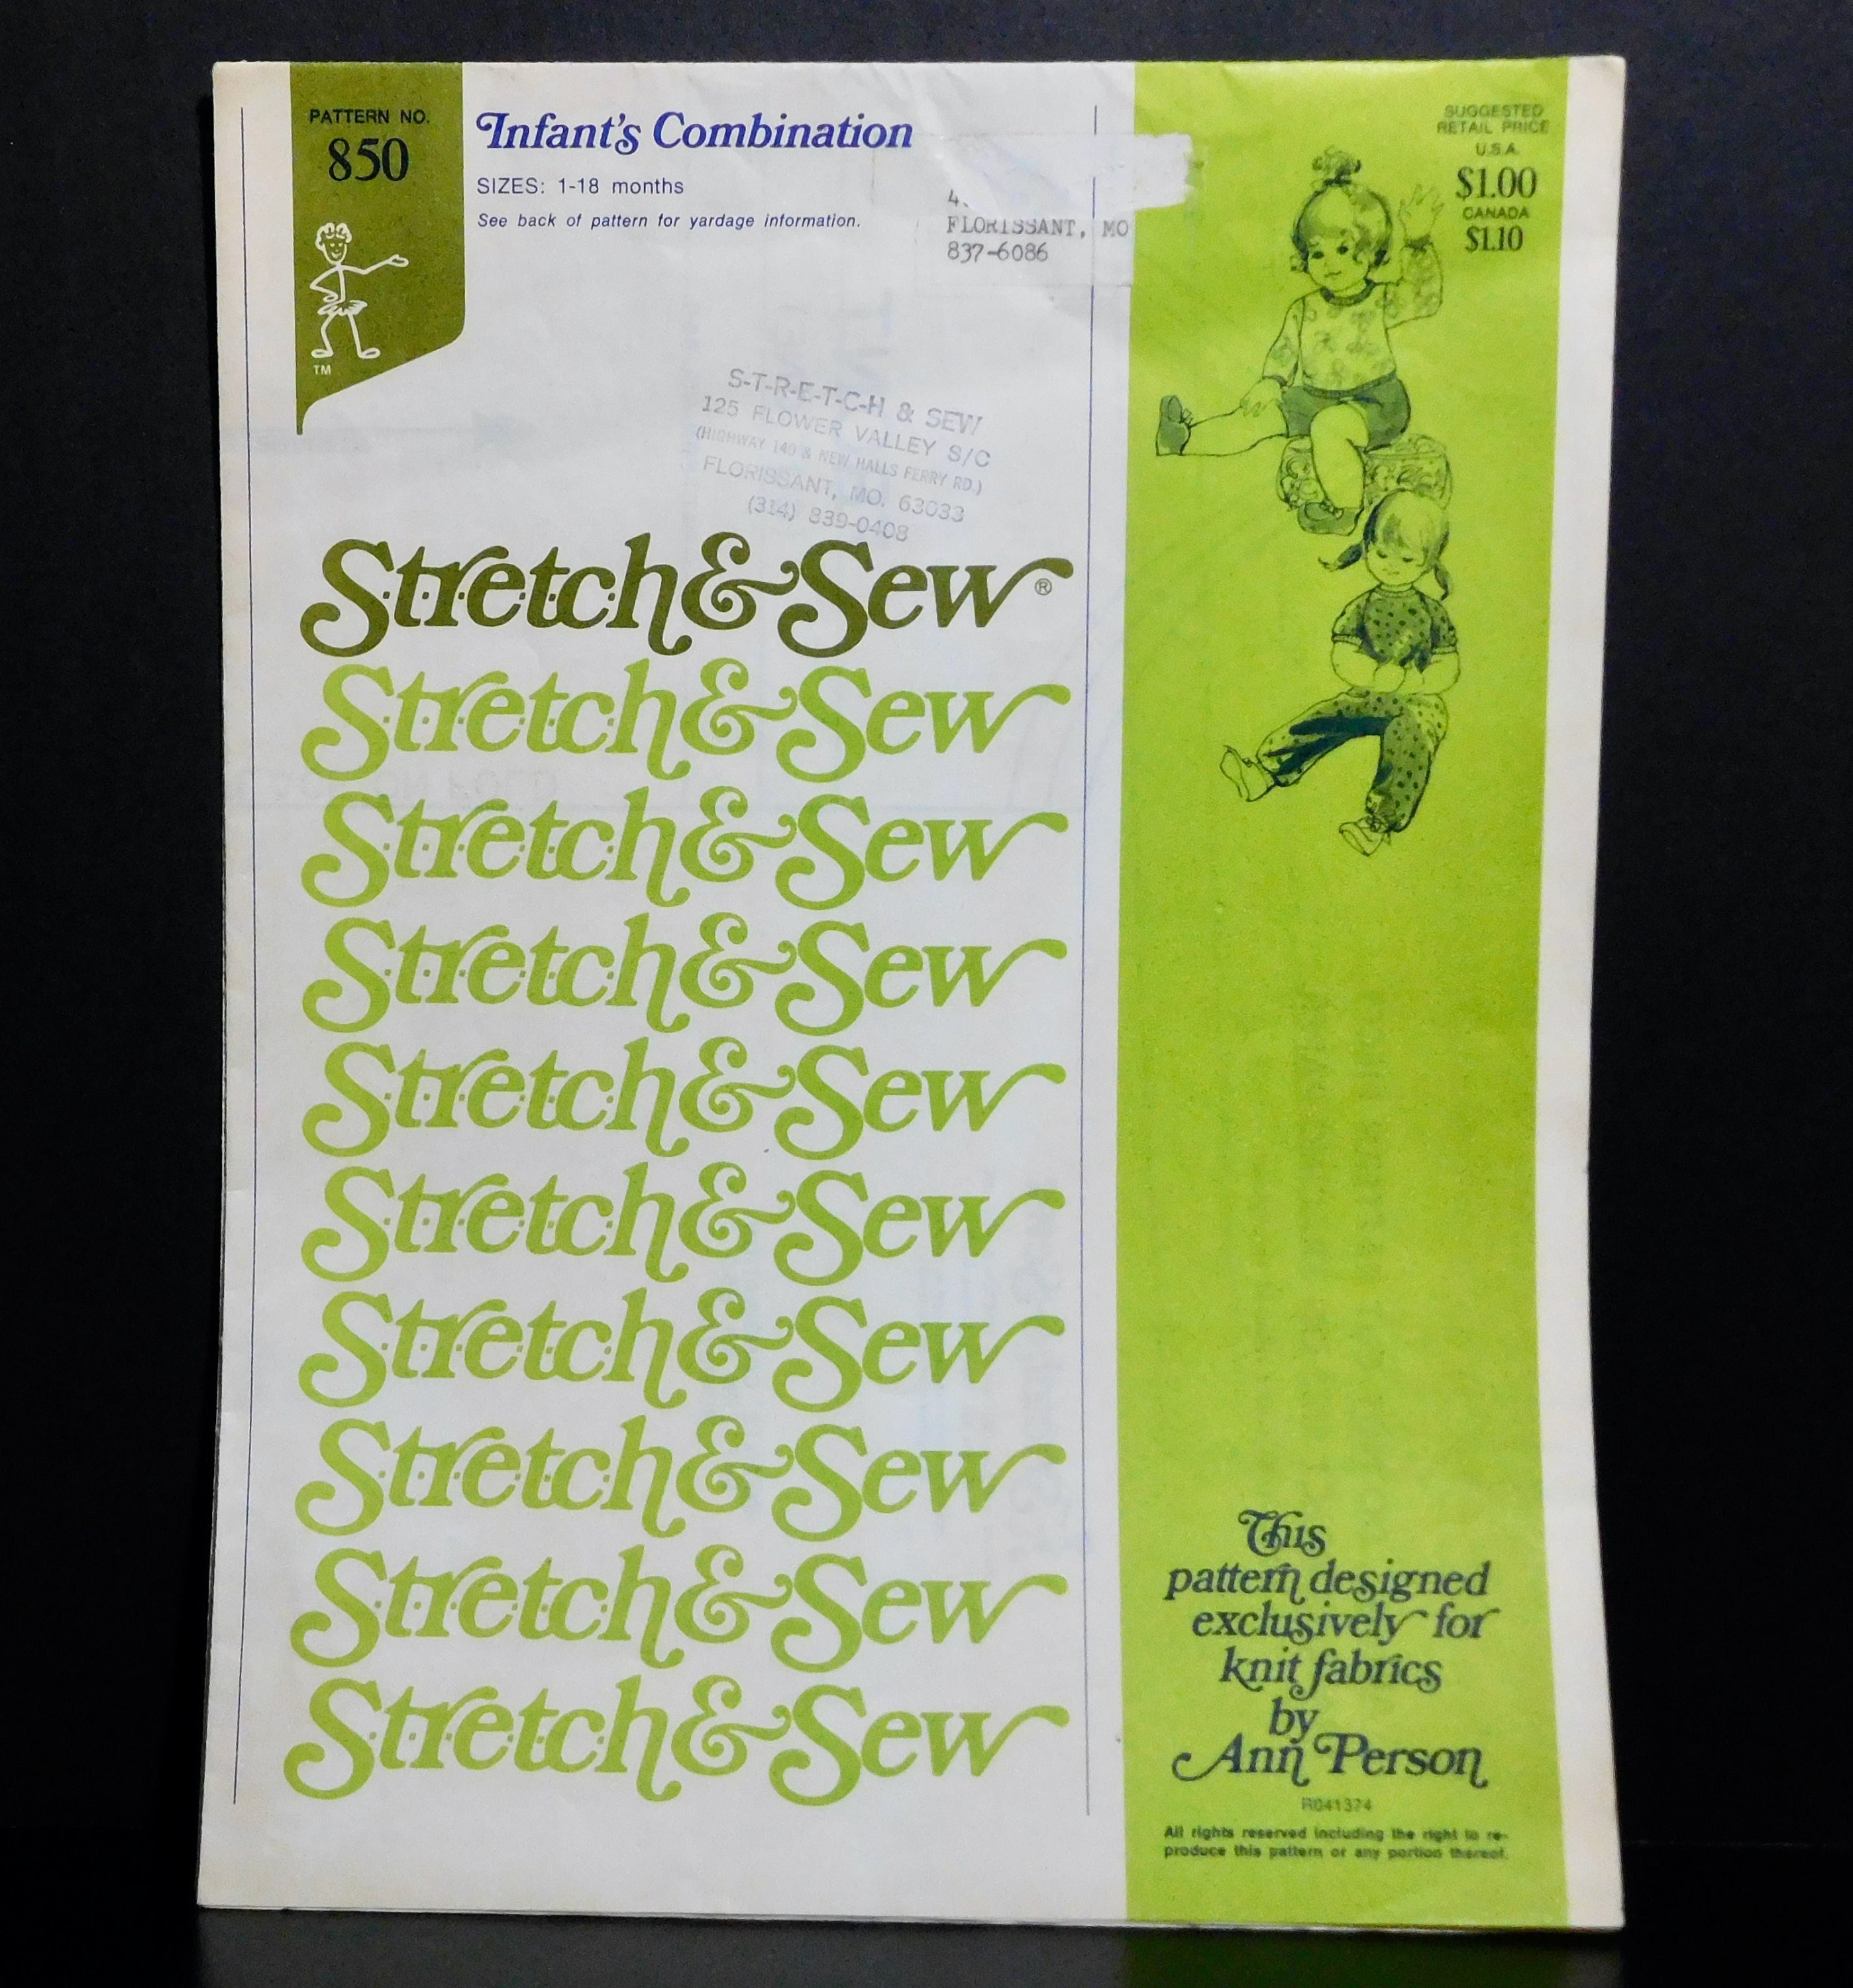 PATTERN NO.
850
TM
Infant's Combination
SIZES: 1-18 months
See back of pattern for yardage information.
FLORISSANT, MO
837-6086
SUGGESTED
RETAIL PRICE
U.S.A.
$1.00
CANADA
$1.10
S-T-R-E-T-C-H & SEW
125 FLOWER VALLEY S/C
(HIGHWAY 140 & NEW HALLS FERRY RD.)
FLORISSANT, MO. 63033
(314) 839-0408
Stretch & Sew®
Stretch & Sew
Stretch & Sew
Stretch & Sew
Stretch & Sew
Stretch & Sew
Stretch & Sew
Stretch & Sew
Stretch & Sew
Stretch & Sew
This
pattern designed
exclusively for
knit fabrics
by
Ann Person
R041374
All rights reserved including the right to re-
produce this pattern or any portion thereof.